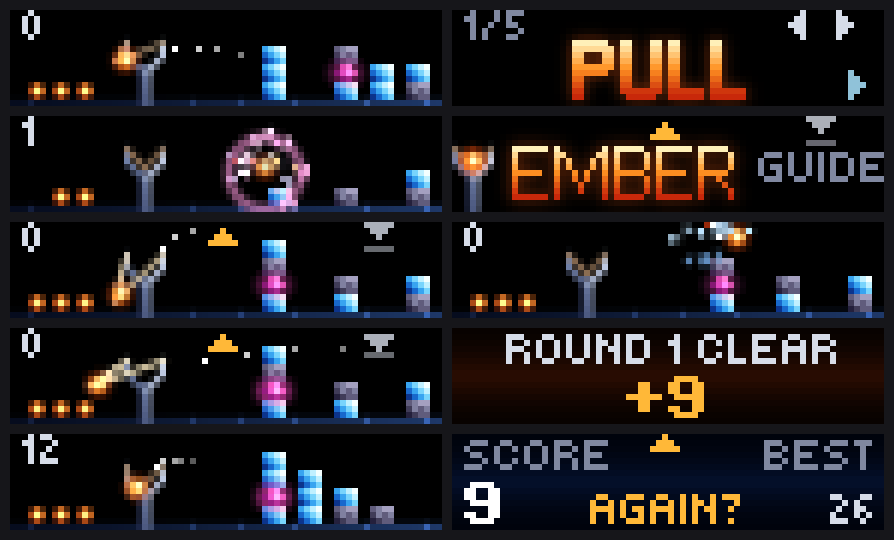 0
1/5
PULL
1
EMBER
GUIDE
0
0
0
ROUND 1 CLEAR
+9
12
SCORE
BEST
9
AGAIN?
26